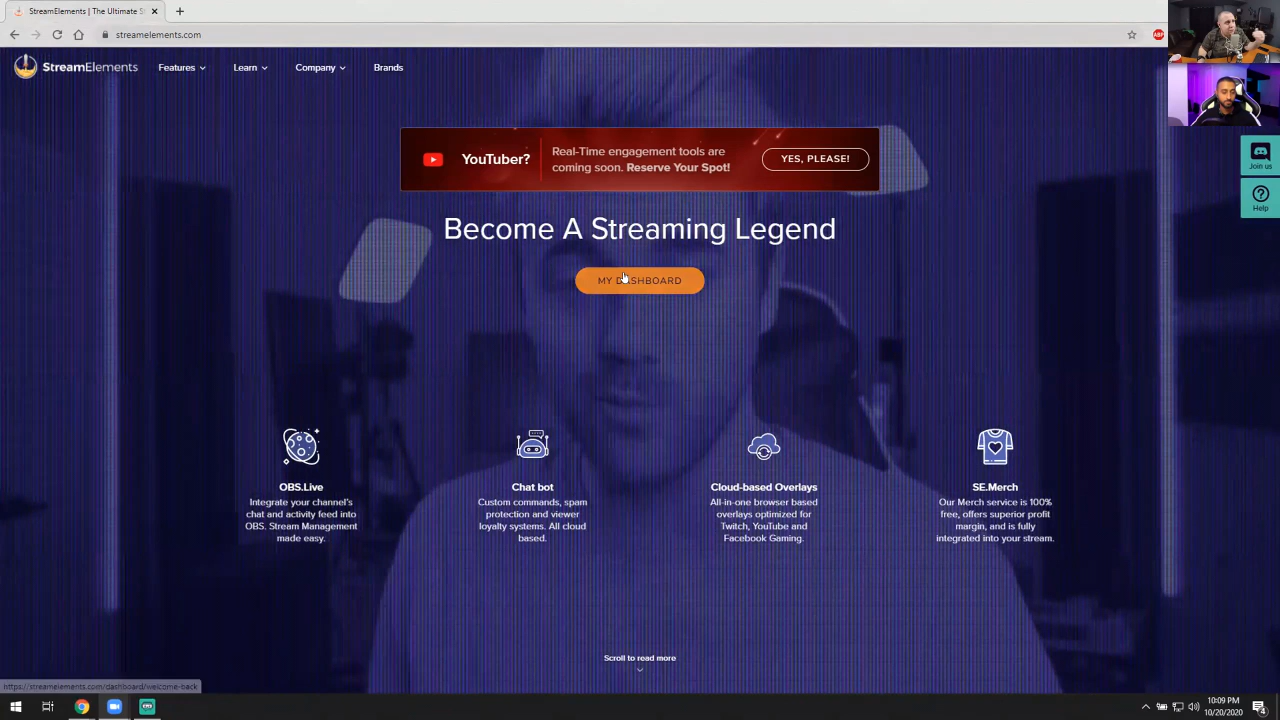 StreamElements | The Ultimate St
streamelements.com
StreamElements
Features
Learn
Company
Brands
YouTuber?
Real-Time engagement tools are
coming soon. Reserve Your Spot!
YES, PLEASE!
Join us
Help
Become A Streaming Legend
MY DASHBOARD
OBS.Live
Integrate your channel's
chat and activity feed into
OBS. Stream Management
made easy.
Chat bot
Custom commands, spam
protection and viewer
loyalty systems. All cloud
based.
Cloud-based Overlays
All-in-one browser based
overlays optimized for
Twitch, YouTube and
Facebook Gaming.
SE.Merch
Our Merch service is 100%
free, offers superior profit
margin, and is fully
integrated into your stream.
Scroll to read more
https://streamelements.com/dashboard/welcome-back
10:09 PM
10/20/2020
4
ABP